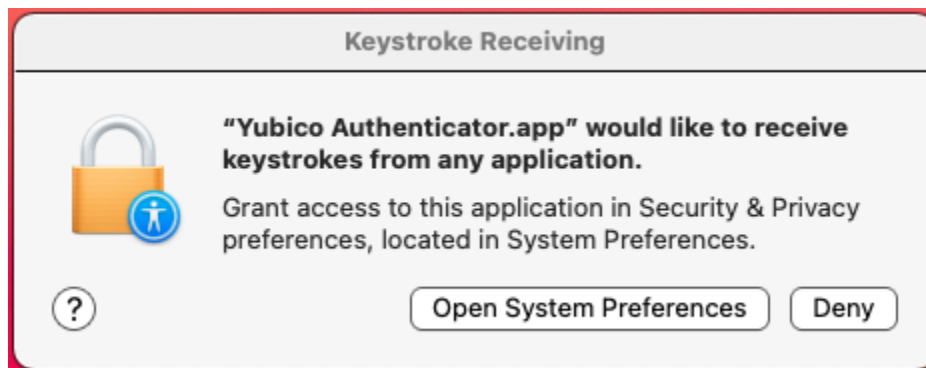 Keystroke Receiving
“Yubico Authenticator.app” would like to receive
keystrokes from any application.
Grant access to this application in Security & Privacy
preferences, located in System Preferences.
?
Open System Preferences
Deny